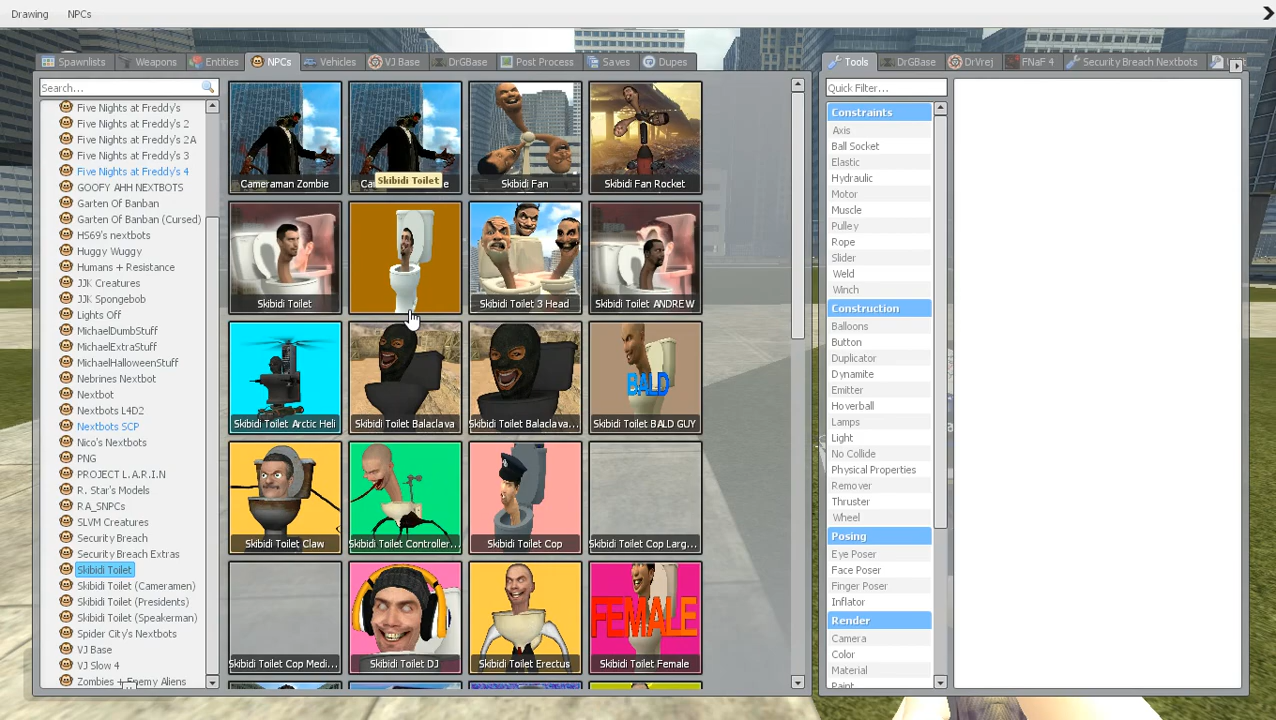 Drawing NPCs
Spawnlists Weapons Entities NPCs Vehicles VJ Base DrGBase Post Process Saves Dupes
Search...
Five Nights at Freddy's
Five Nights at Freddy's 2
Five Nights at Freddy's 2A
Five Nights at Freddy's 3
Five Nights at Freddy's 4
GOOFY AHH NEXTBOTS
Garten Of Banban
Garten Of Banban (Cursed)
HS69's nextbots
Huggy Wuggy
Humans + Resistance
JJK Creatures
JJK Spongebob
Lights Off
MichaelDumbStuff
MichaelExtraStuff
MichaelHalloweenStuff
Nebrines Nextbot
Nextbot
Nextbots L4D2
Nextbots SCP
Nico's Nextbots
PNG
PROJECT L.A.R.I.N
R. Star's Models
RA_SNPCs
SLVM Creatures
Security Breach
Security Breach Extras
Skibidi Toilet
Skibidi Toilet (Cameramen)
Skibidi Toilet (Presidents)
Skibidi Toilet (Speakerman)
Spider City's Nextbots
VJ Base
VJ Slow 4
Zombies + Enemy Aliens
Skibidi Toilet
Cameraman Zombie
Skibidi Fan
Skibidi Fan Rocket
Skibidi Toilet
Skibidi Toilet 3 Head
Skibidi Toilet ANDREW
Skibidi Toilet Arctic Heli
Skibidi Toilet Balaclava
Skibidi Toilet Balaclava...
BALD
Skibidi Toilet BALD GUY
Skibidi Toilet Claw
Skibidi Toilet Controller...
Skibidi Toilet Cop
Skibidi Toilet Cop Larg...
Skibidi Toilet Cop Medi...
Skibidi Toilet DJ
Skibidi Toilet Erectus
FEMALE
Skibidi Toilet Female
Tools DrGBase DrVrej FNaF 4 Security Breach Nextbots
Quick Filter...
Constraints
Axis
Ball Socket
Elastic
Hydraulic
Motor
Muscle
Pulley
Rope
Slider
Weld
Winch
Construction
Balloons
Button
Duplicator
Dynamite
Emitter
Hoverball
Lamps
Light
No Collide
Physical Properties
Remover
Thruster
Wheel
Posing
Eye Poser
Face Poser
Finger Poser
Inflator
Render
Camera
Color
Material
Paint